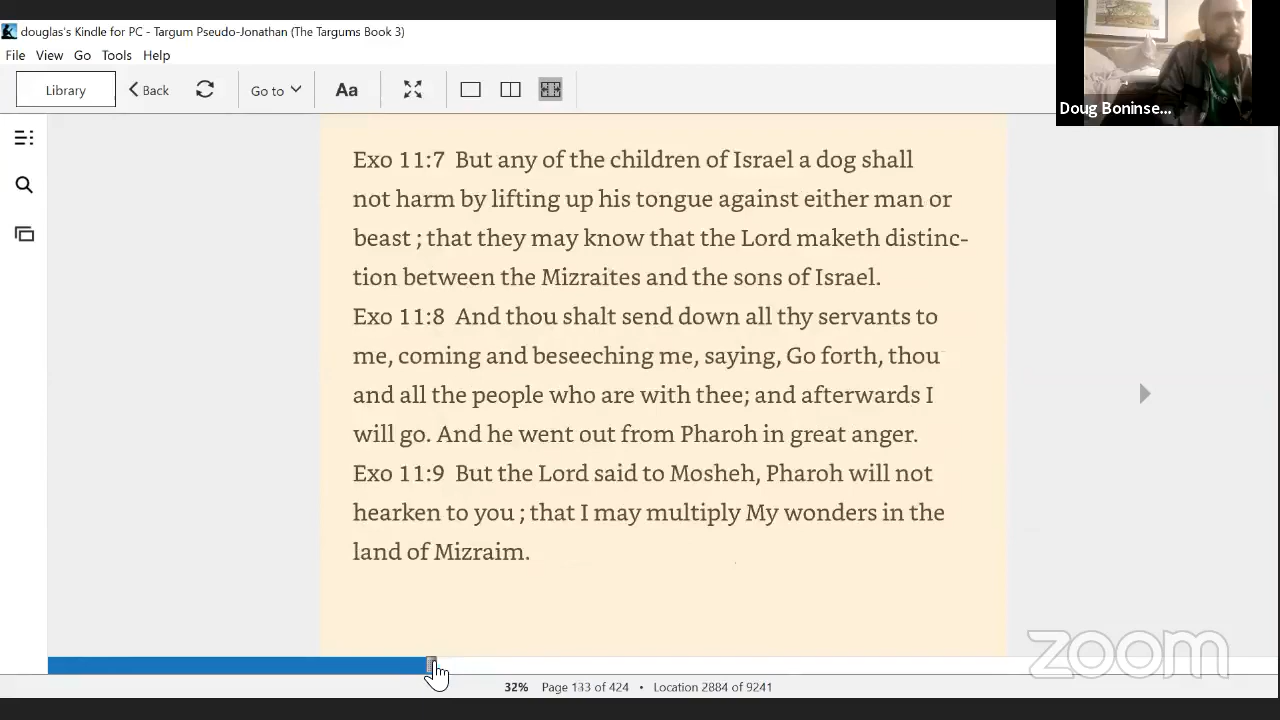 douglas's Kindle for PC - Targum Pseudo-Jonathan (The Targums Book 3)
File View Go Tools Help
Library Back Go to Aa
Doug Boninse...
Exo 11:7 But any of the children of Israel a dog shall
not harm by lifting up his tongue against either man or
beast ; that they may know that the Lord maketh distinc-
tion between the Mizraites and the sons of Israel.
Exo 11:8 And thou shalt send down all thy servants to
me, coming and beseeching me, saying, Go forth, thou
and all the people who are with thee; and afterwards I
will go. And he went out from Pharoh in great anger.
Exo 11:9 But the Lord said to Mosheh, Pharoh will not
hearken to you ; that I may multiply My wonders in the
land of Mizraim.
zoom
32% Page 133 of 424 • Location 2884 of 9241